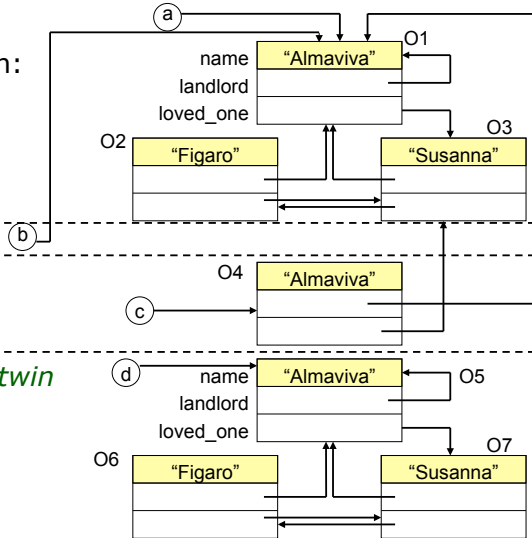 a
O1
name “Almaviva”
n:
landlord
loved_one
O2 O3
“Figaro” “Susanna”
b
O4
“Almaviva”
c
twin d name “Almaviva” O5
landlord
loved_one
O6 O7
“Figaro” “Susanna”